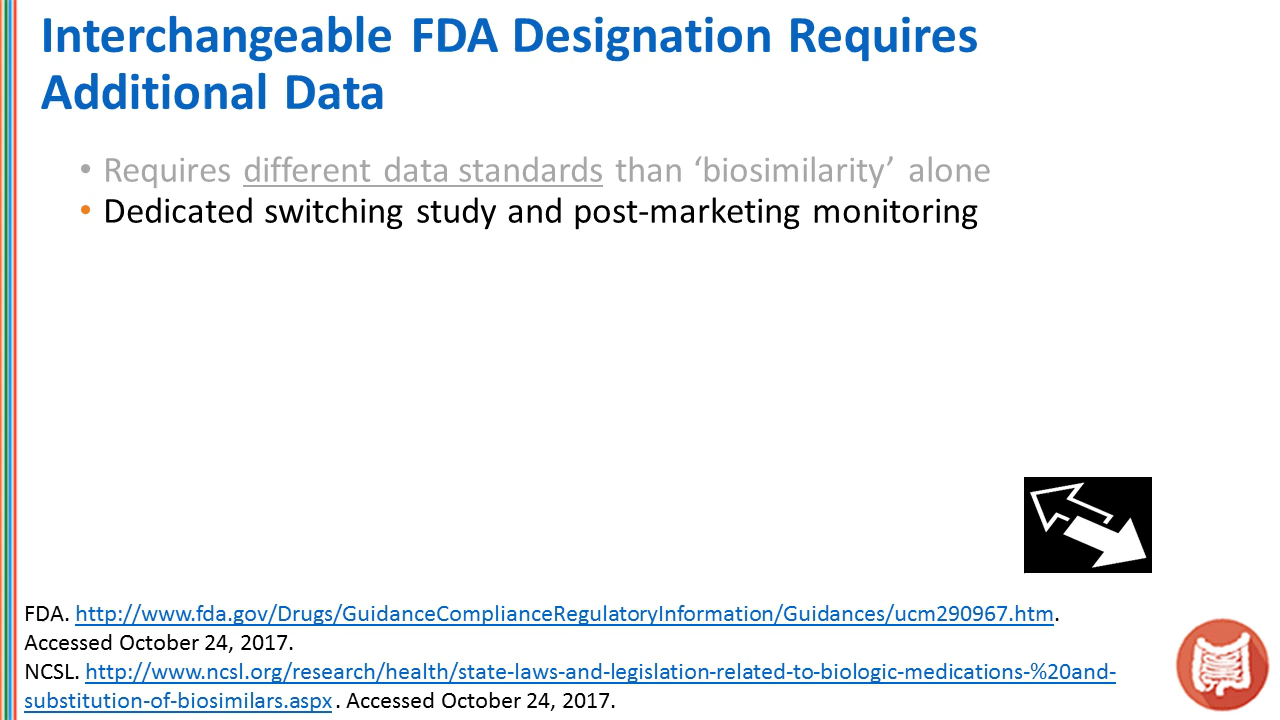 Interchangeable FDA Designation Requires
Additional Data
• Requires different data standards than ‘biosimilarity’ alone
• Dedicated switching study and post-marketing monitoring
FDA. http://www.fda.gov/Drugs/GuidanceComplianceRegulatoryInformation/Guidances/ucm290967.htm.
Accessed October 24, 2017.
NCSL. http://www.ncsl.org/research/health/state-laws-and-legislation-related-to-biologic-medications-%20and-
substitution-of-biosimilars.aspx . Accessed October 24, 2017.